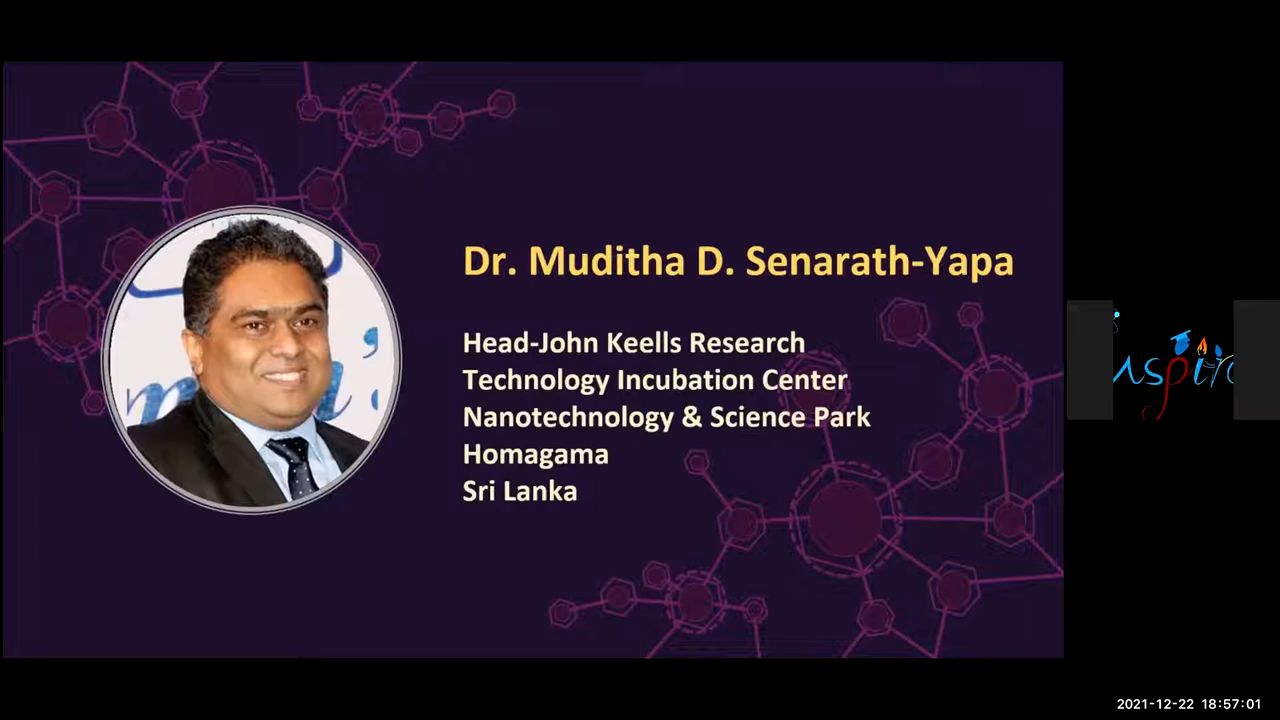 Dr. Muditha D. Senarath-Yapa
Head-John Keells Research
Technology Incubation Center
Nanotechnology & Science Park
Homagama
Sri Lanka
2021-12-22 18:57:01